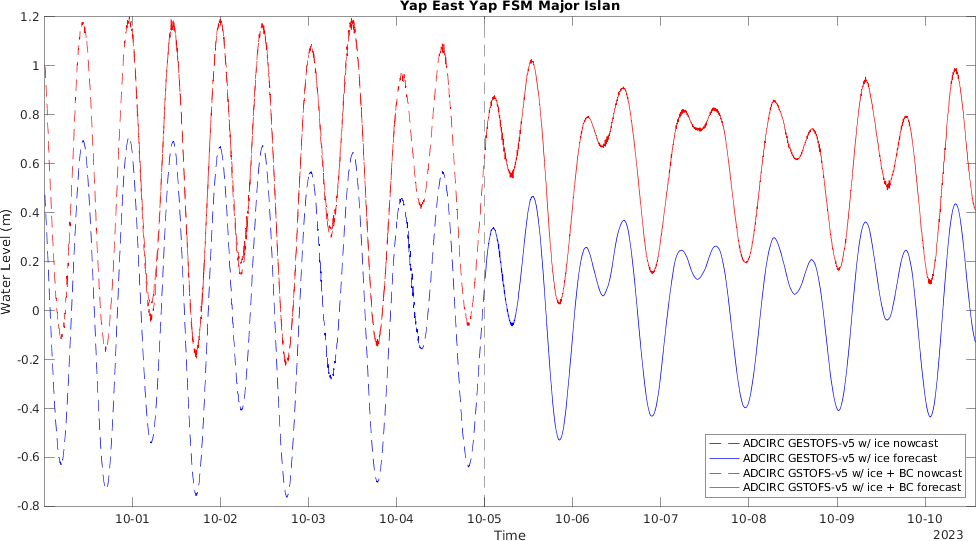 Yap East Yap FSM Major Islan
1.2
1
0.8
0.6
0.4
0.2
0
-0.2
-0.4
-0.6
-0.8
Water Level (m)
ADCIRC GESTOFS-v5 w/ ice nowcast
ADCIRC GESTOFS-v5 w/ ice forecast
ADCIRC GSTOFS-v5 w/ ice + BC nowcast
ADCIRC GSTOFS-v5 w/ ice + BC forecast
10-01 10-02 10-03 10-04 10-05 10-06 10-07 10-08 10-09 10-10
Time
2023